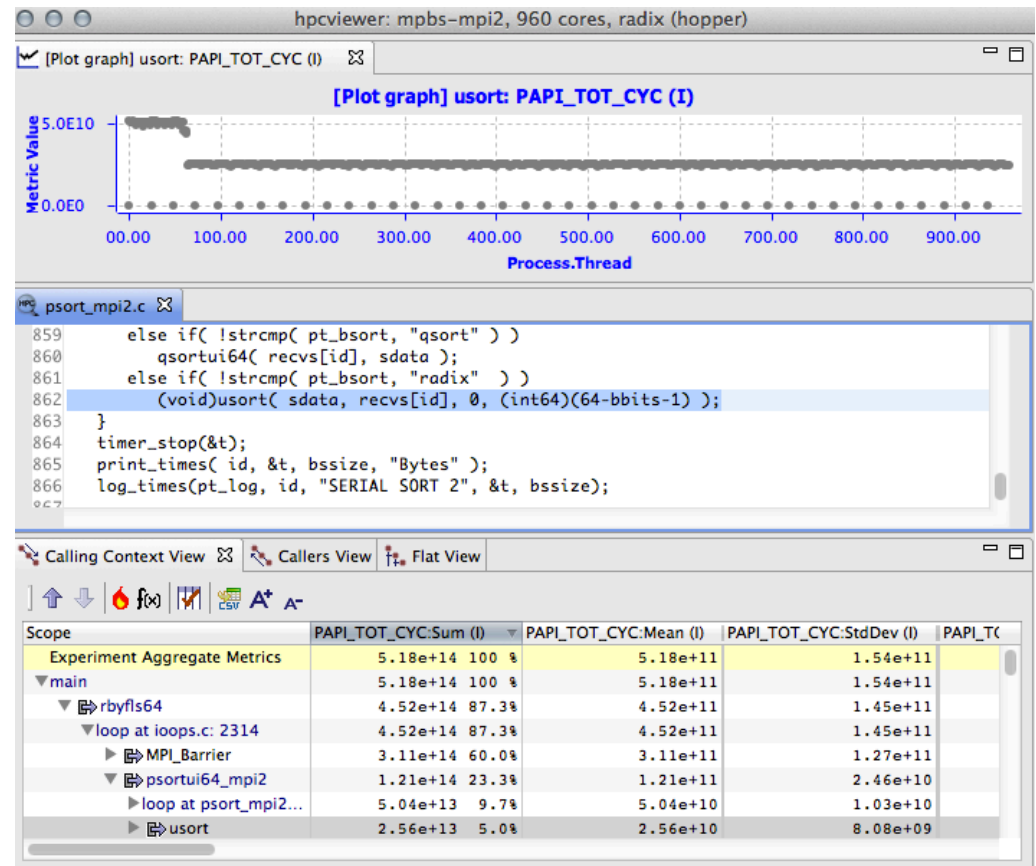 hpcviewer: mpbs-mpi2, 960 cores, radix (hopper)
[Plot graph] usort: PAPI_TOT_CYC (I)
[Plot graph] usort: PAPI_TOT_CYC (I)
Metric Value
5.0E10
0.0E0
00.00 100.00 200.00 300.00 400.00 500.00 600.00 700.00 800.00 900.00
Process.Thread
psort_mpi2.c
859 else if( !strcmp( pt_bsort, "qsort" ) )
860 qsortui64( recvs[id], sdata );
861 else if( !strcmp( pt_bsort, "radix"  ) )
862 (void)usort( sdata, recvs[id], 0, (int64)(64-bbits-1) );
863 }
864 timer_stop(&t);
865 print_times( id, &t, bssize, "Bytes" );
866 log_times(pt_log, id, "SERIAL SORT 2", &t, bssize);
867
Calling Context View Callers View Flat View
f(x) CSV A+ A-
Scope PAPI_TOT_CYC:Sum (I) PAPI_TOT_CYC:Mean (I) PAPI_TOT_CYC:StdDev (I) PAPI_T(
Experiment Aggregate Metrics 5.18e+14 100 % 5.18e+11 1.54e+11
main 5.18e+14 100 % 5.18e+11 1.54e+11
rbyfls64 4.52e+14 87.3% 4.52e+11 1.45e+11
loop at ioops.c: 2314 4.52e+14 87.3% 4.52e+11 1.45e+11
MPI_Barrier 3.11e+14 60.0% 3.11e+11 1.27e+11
psortui64_mpi2 1.21e+14 23.3% 1.21e+11 2.46e+10
loop at psort_mpi2... 5.04e+13 9.7% 5.04e+10 1.03e+10
usort 2.56e+13 5.0% 2.56e+10 8.08e+09